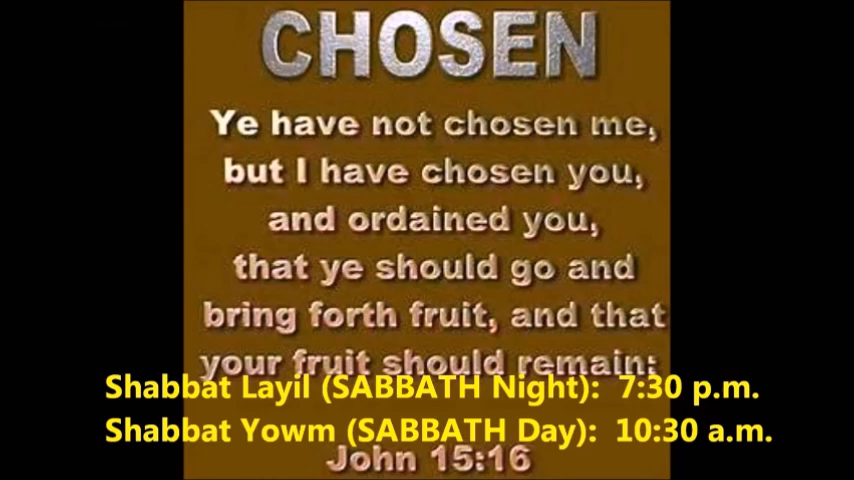 CHOSEN
Ye have not chosen me,
but I have chosen you,
and ordained you,
that ye should go and
bring forth fruit, and that
your fruit should remain:
Shabbat Layil (SABBATH Night): 7:30 p.m.
Shabbat Yowm (SABBATH Day): 10:30 a.m.
John 15:16